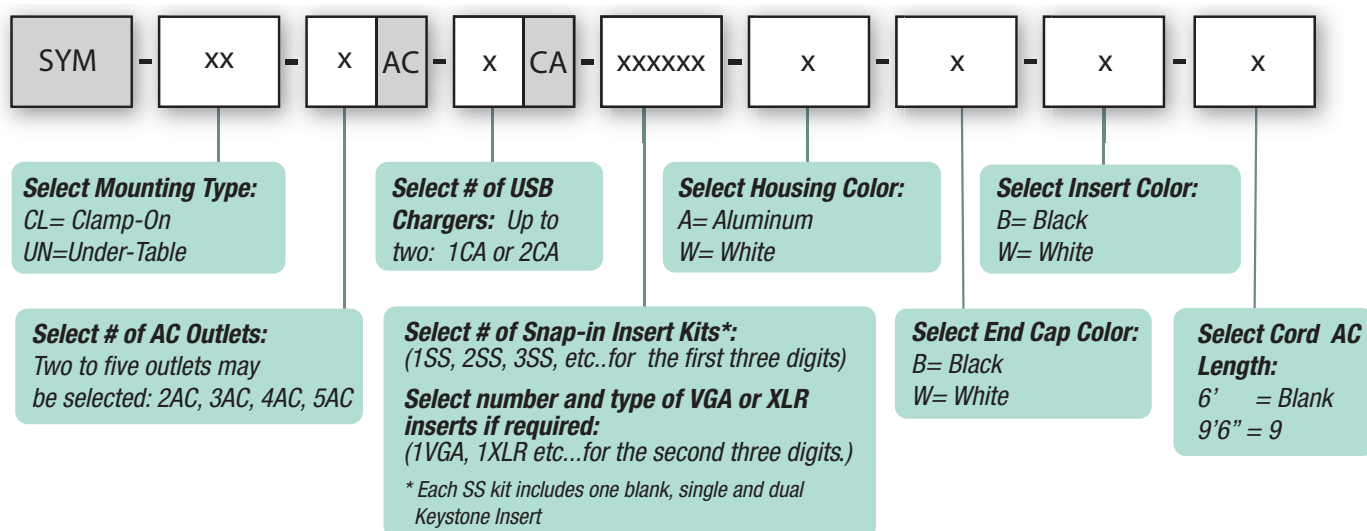 SYM - xx - x AC - x CA - xxxxxx - x - x - x - x
Select Mounting Type:
CL= Clamp-On
UN=Under-Table
Select # of USB
Chargers: Up to
two: 1CA or 2CA
Select Housing Color:
A= Aluminum
W= White
Select Insert Color:
B= Black
W= White
Select # of AC Outlets:
Two to five outlets may
be selected: 2AC, 3AC, 4AC, 5AC
Select # of Snap-in Insert Kits*:
(1SS, 2SS, 3SS, etc..for the first three digits)
Select number and type of VGA or XLR
inserts if required:
(1VGA, 1XLR etc...for the second three digits.)
* Each SS kit includes one blank, single and dual
Keystone Insert
Select End Cap Color:
B= Black
W= White
Select Cord AC
Length:
6' = Blank
9'6” = 9